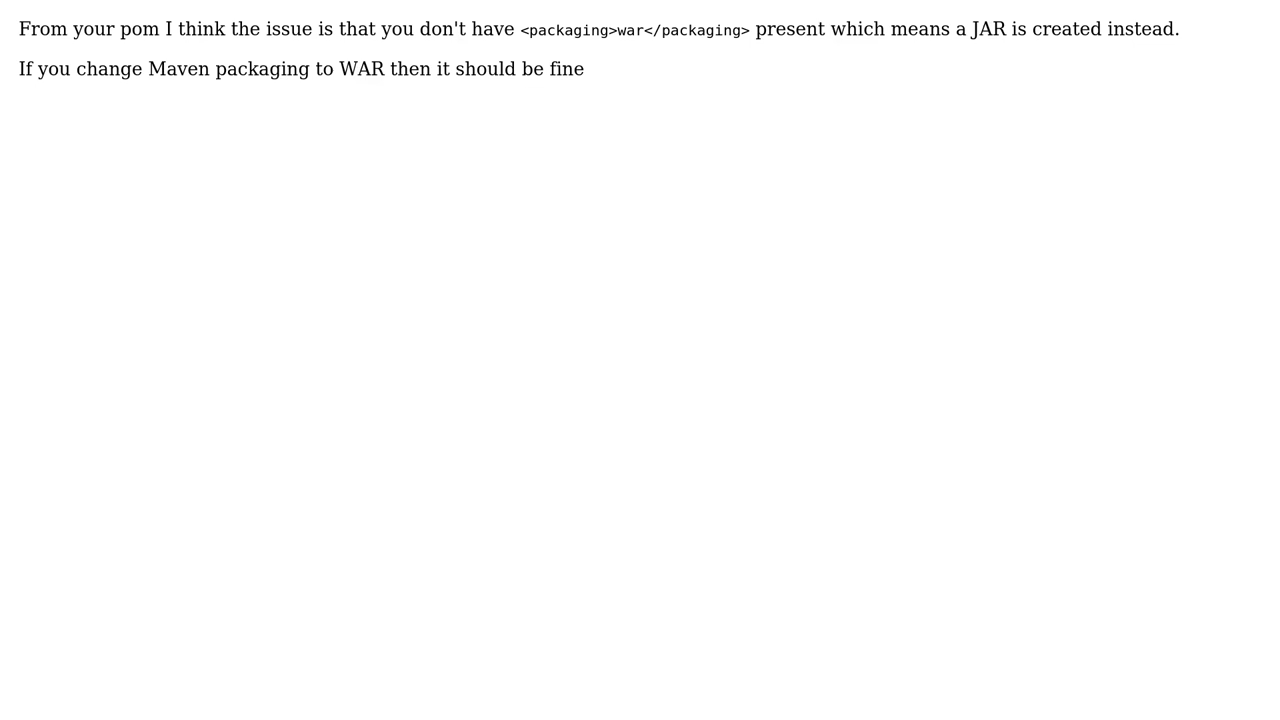 From your pom I think the issue is that you don't have <packaging>war</packaging> present which means a JAR is created instead.
If you change Maven packaging to WAR then it should be fine